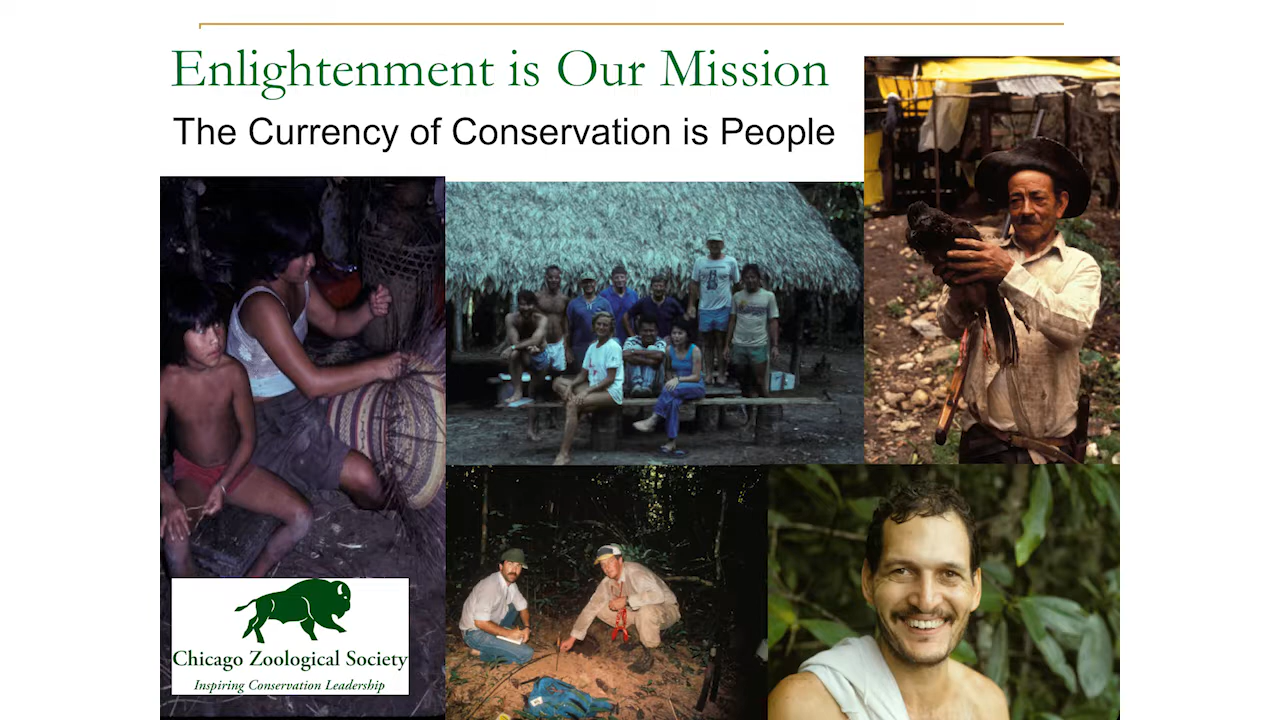 Enlightenment is Our Mission
The Currency of Conservation is People
Chicago Zoological Society
Inspiring Conservation Leadership